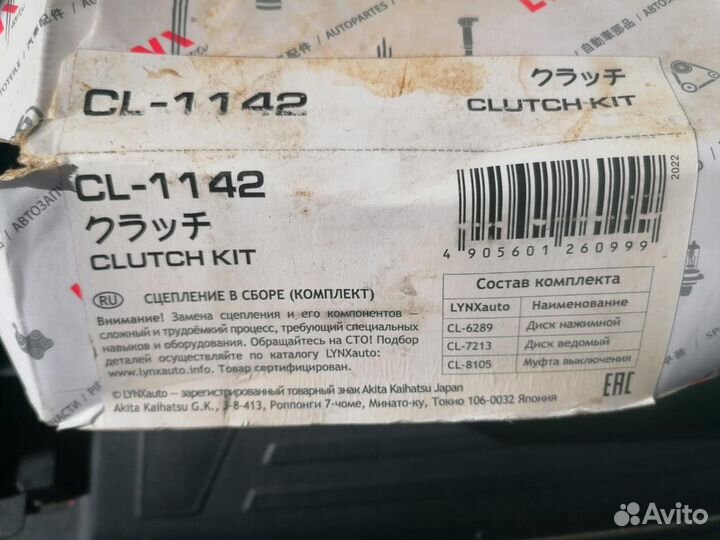 AUTOPARTES
自動車部品
CL-1142
クラッチ
CLUTCH KIT
CL-1142
クラッチ
CLUTCH KIT
2022
4 905601 260999
RU СЦЕПЛЕНИЕ В СБОРЕ (КОМПЛЕКТ)
Внимание! Замена сцепления и его компонентов –
сложный и трудоёмкий процесс, требующий специальных
навыков и оборудования. Обращайтесь на СТО! Подбор
деталей осуществляйте по каталогу LYNXauto:
www.lynxauto.info. Товар сертифицирован.
Состав комплекта
LYNXauto Наименование
CL-6289 Диск нажимной
CL-7213 Диск ведомый
CL-8105 Муфта выключения
EAC
© LYNXauto – зарегистрированный товарный знак Akita Kaihatsu Japan
Akita Kaihatsu G.K., 3-8-413, Роппонги 7-чоме, Минато-ку, Токио 106-0032 Япония
Avito